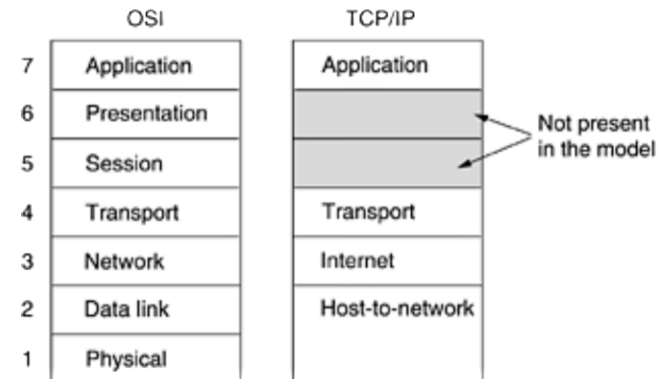 OSI TCP/IP
7 Application Application
6 Presentation
Not present
in the model
5 Session
4 Transport Transport
3 Network Internet
2 Data link Host-to-network
1 Physical